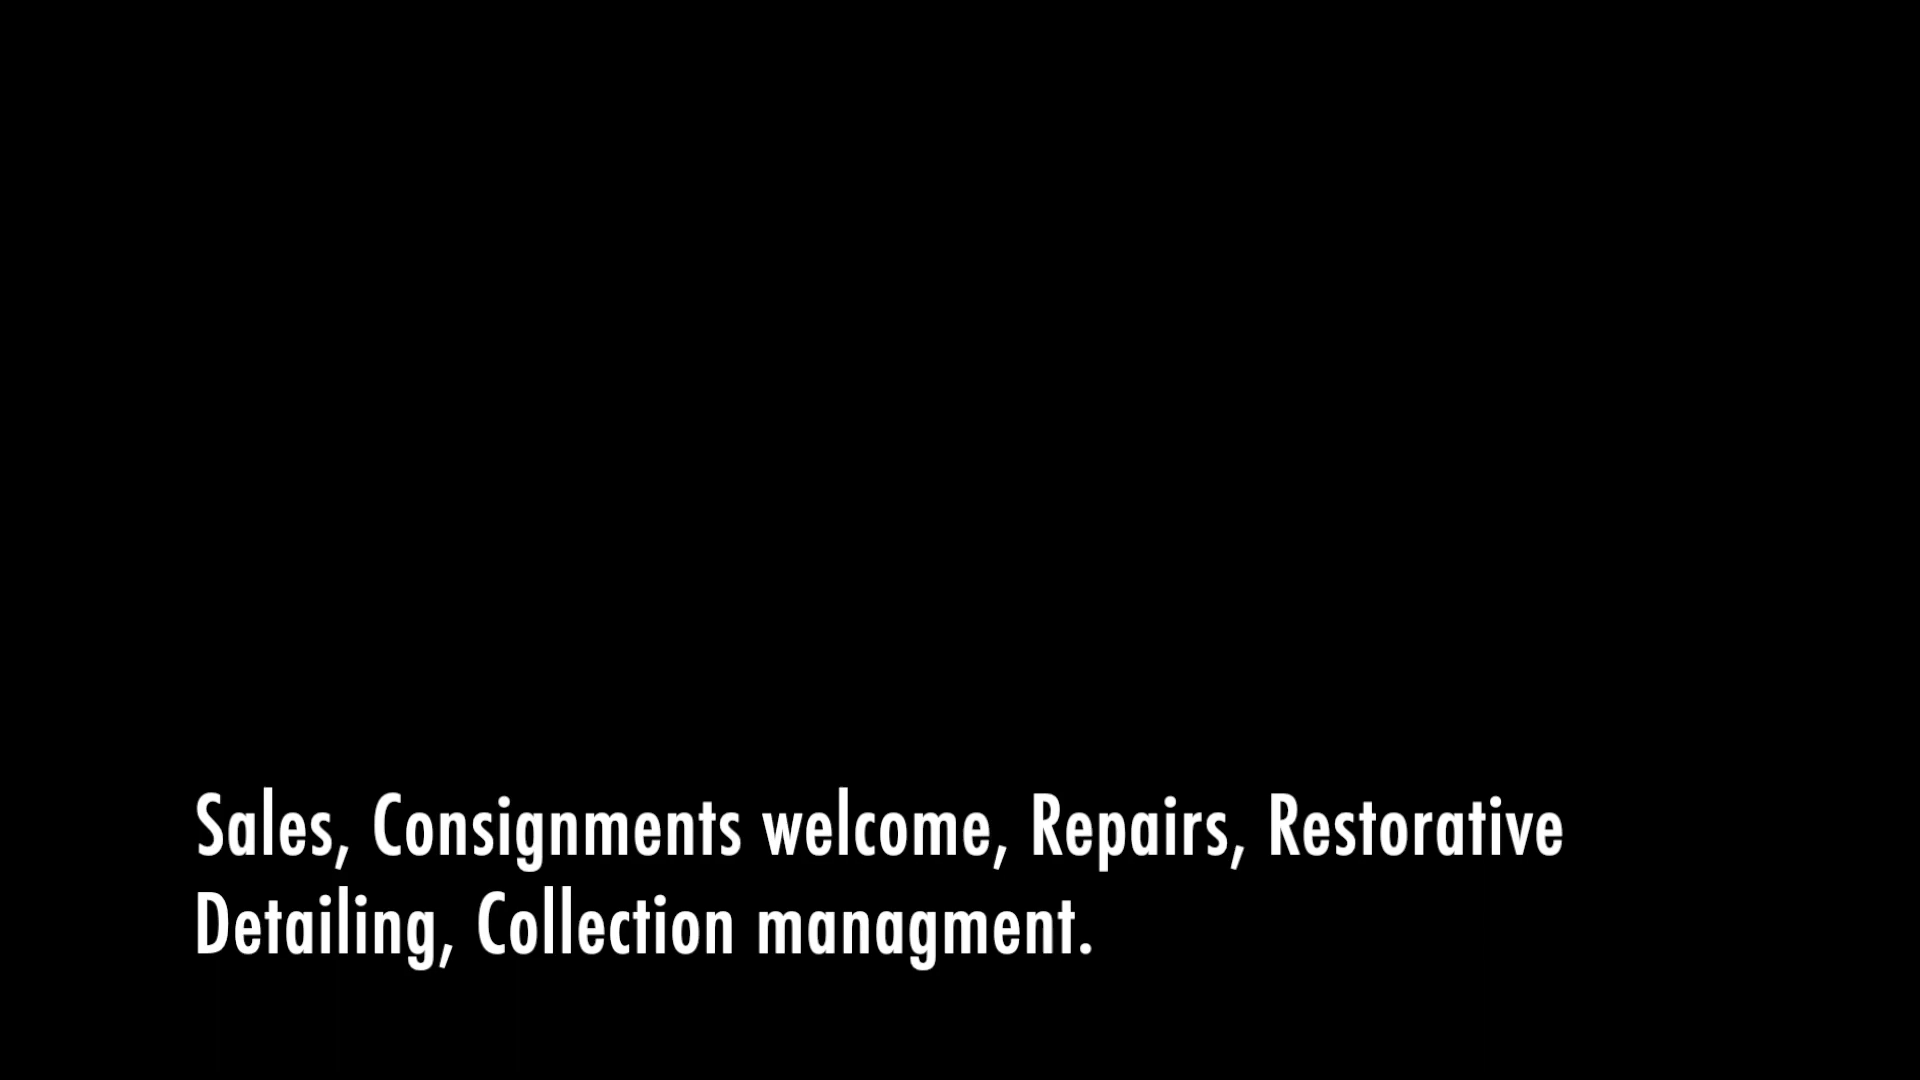 Sales, Consignments welcome, Repairs, Restorative
Detailing, Collection managment.